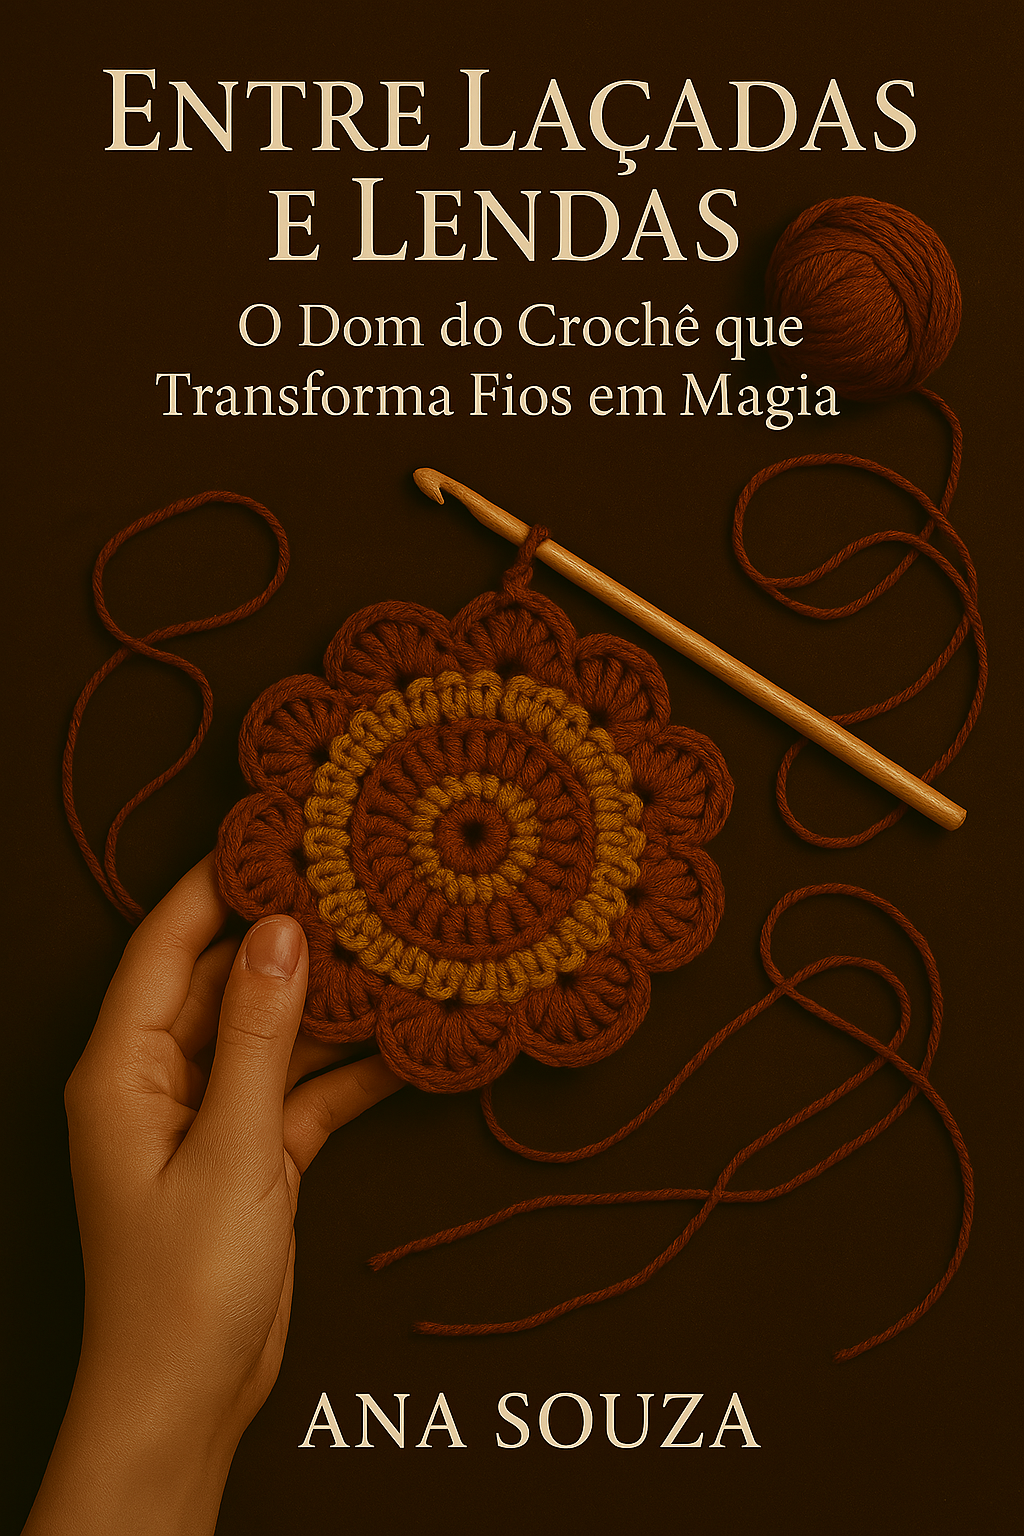 ENTRE LAÇADAS
E LENDAS
O Dom do Crochê que
Transforma Fios em Magia
ANA SOUZA